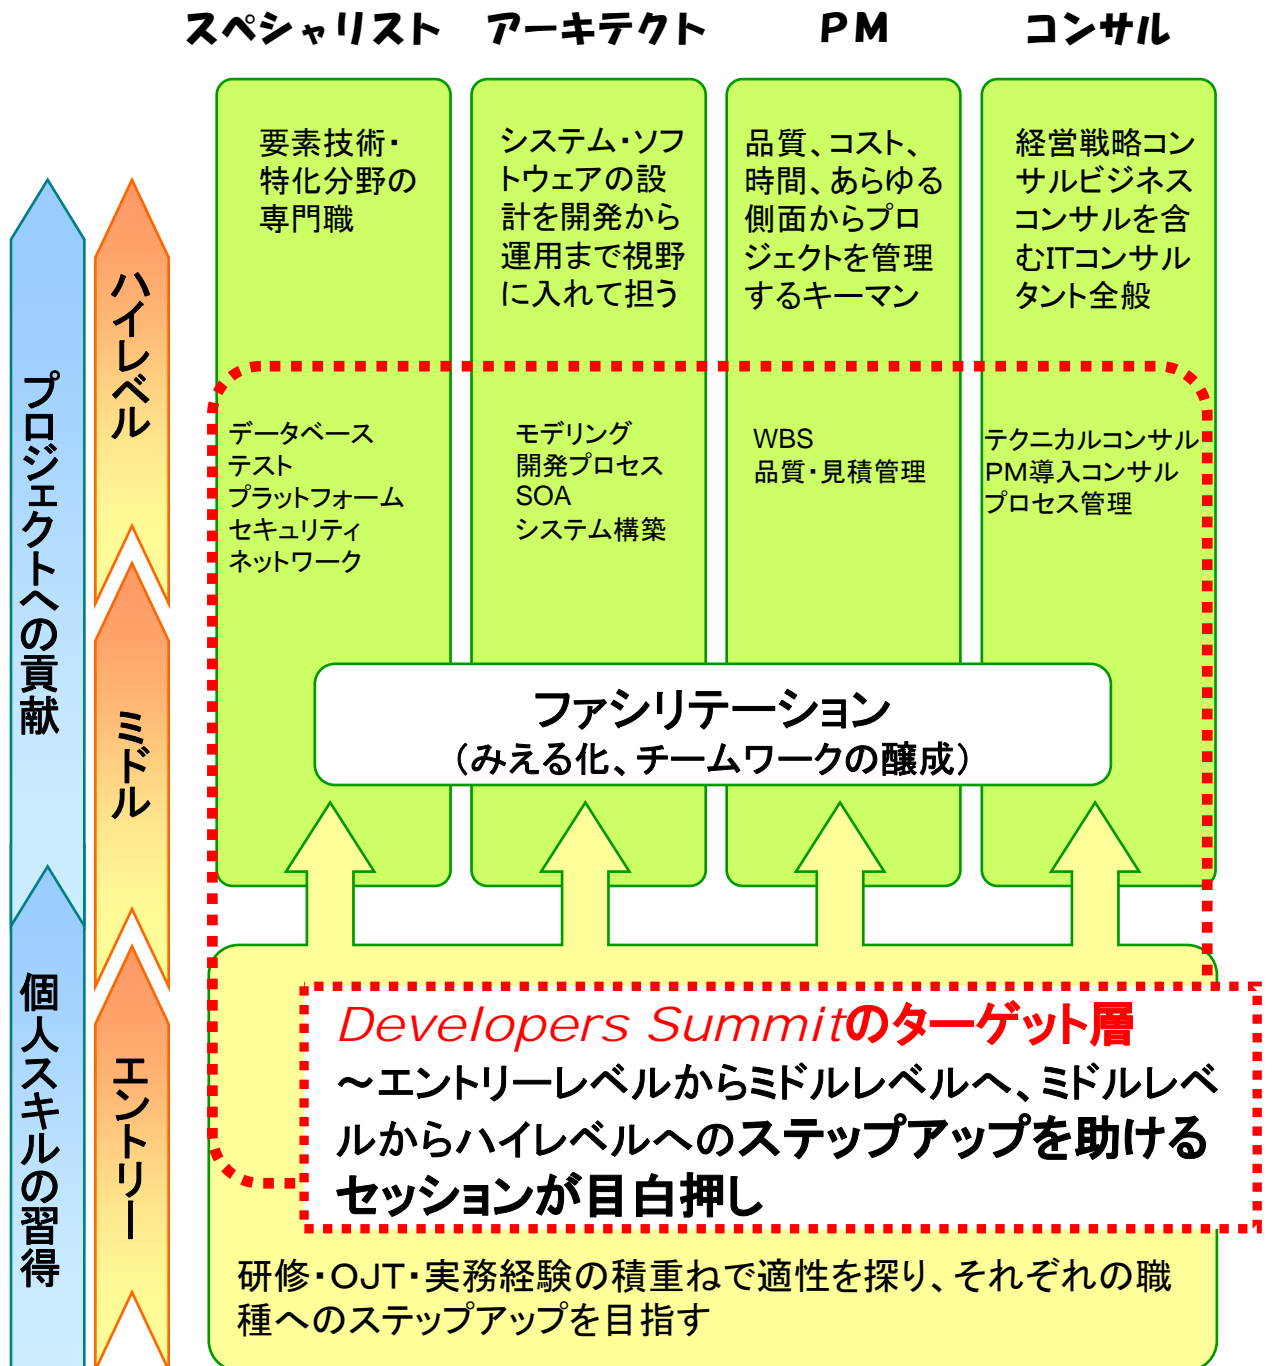 スペシャリスト
アーキテクト
PM
コンサル
要素技術・
特化分野の
専門職
システム・ソフ
トウェアの設
計を開発から
運用まで視野
に入れて担う
品質、コスト、
時間、あらゆる
側面からプロ
ジェクトを管理
するキーマン
経営戦略コン
サルビジネス
コンサルを含
むITコンサル
タント全般
プロジェクトへの貢献
ハイレベル
データベース
テスト
プラットフォーム
セキュリティ
ネットワーク
モデリング
開発プロセス
SOA
システム構築
WBS
品質・見積管理
テクニカルコンサル
PM導入コンサル
プロセス管理
ミドル
ファシリテーション
（みえる化、チームワークの醸成）
個人スキルの習得
エントリー
Developers Summitのターゲット層
～エントリーレベルからミドルレベルへ、ミドルレベ
ルからハイレベルへのステップアップを助ける
セッションが目白押し
研修・OJT・実務経験の積重ねで適性を探り、それぞれの職
種へのステップアップを目指す